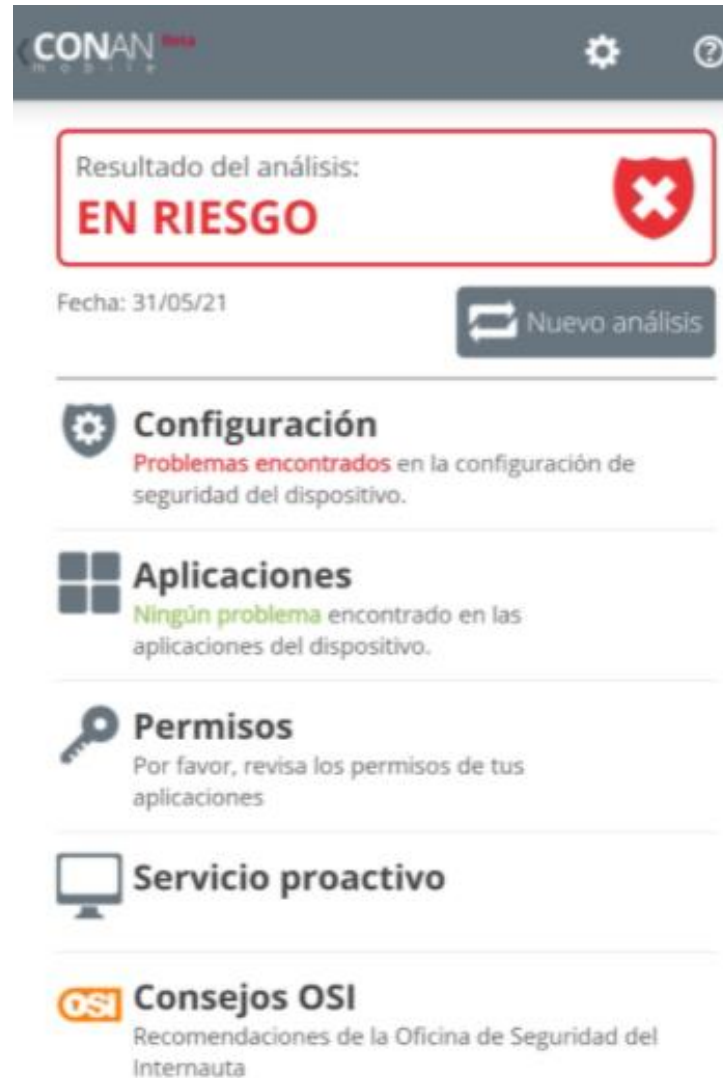 CONAN Beta
mobile
Resultado del análisis:
EN RIESGO
Fecha: 31/05/21
Nuevo análisis
Configuración
Problemas encontrados en la configuración de
seguridad del dispositivo.
Aplicaciones
Ningún problema encontrado en las
aplicaciones del dispositivo.
Permisos
Por favor, revisa los permisos de tus
aplicaciones
Servicio proactivo
OSI
Consejos OSI
Recomendaciones de la Oficina de Seguridad del
Internauta